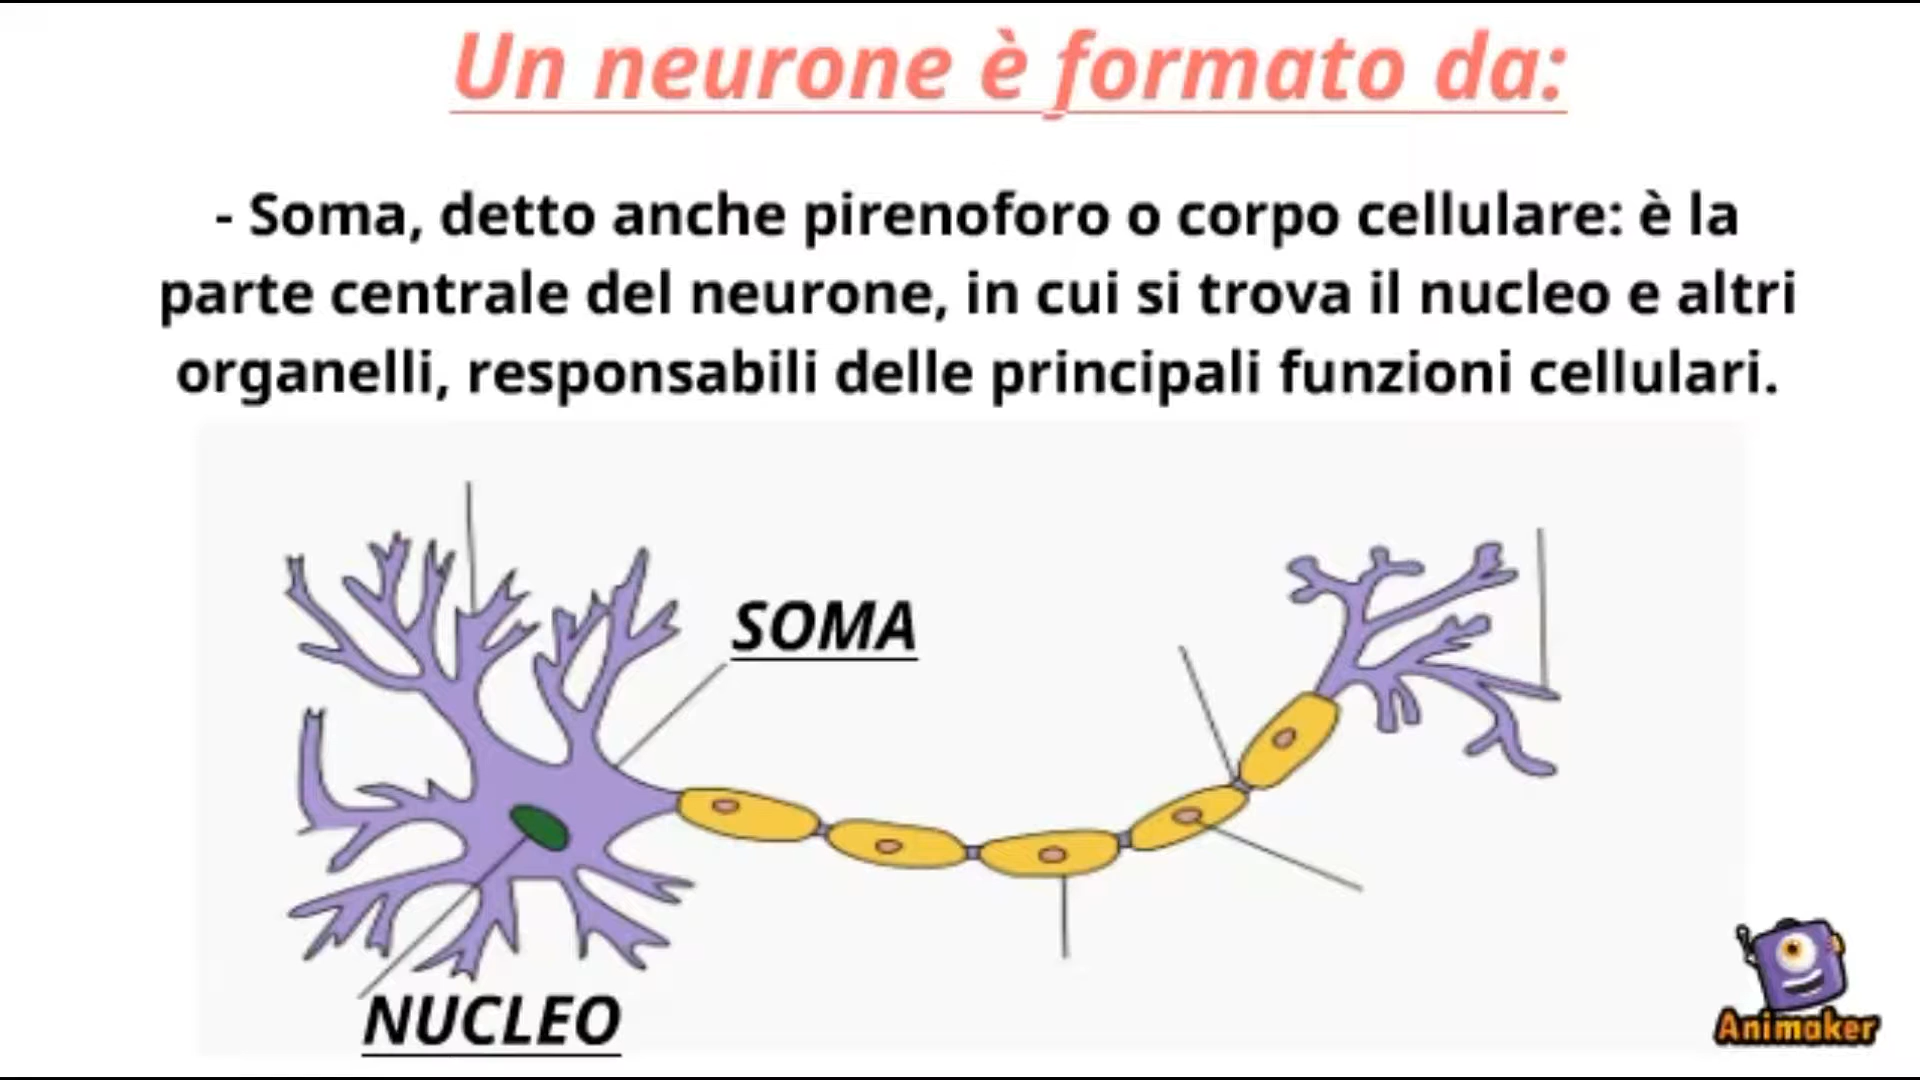 Un neurone è formato da:
- Soma, detto anche pirenoforo o corpo cellulare: è la
parte centrale del neurone, in cui si trova il nucleo e altri
organelli, responsabili delle principali funzioni cellulari.
SOMA
NUCLEO
Animaker